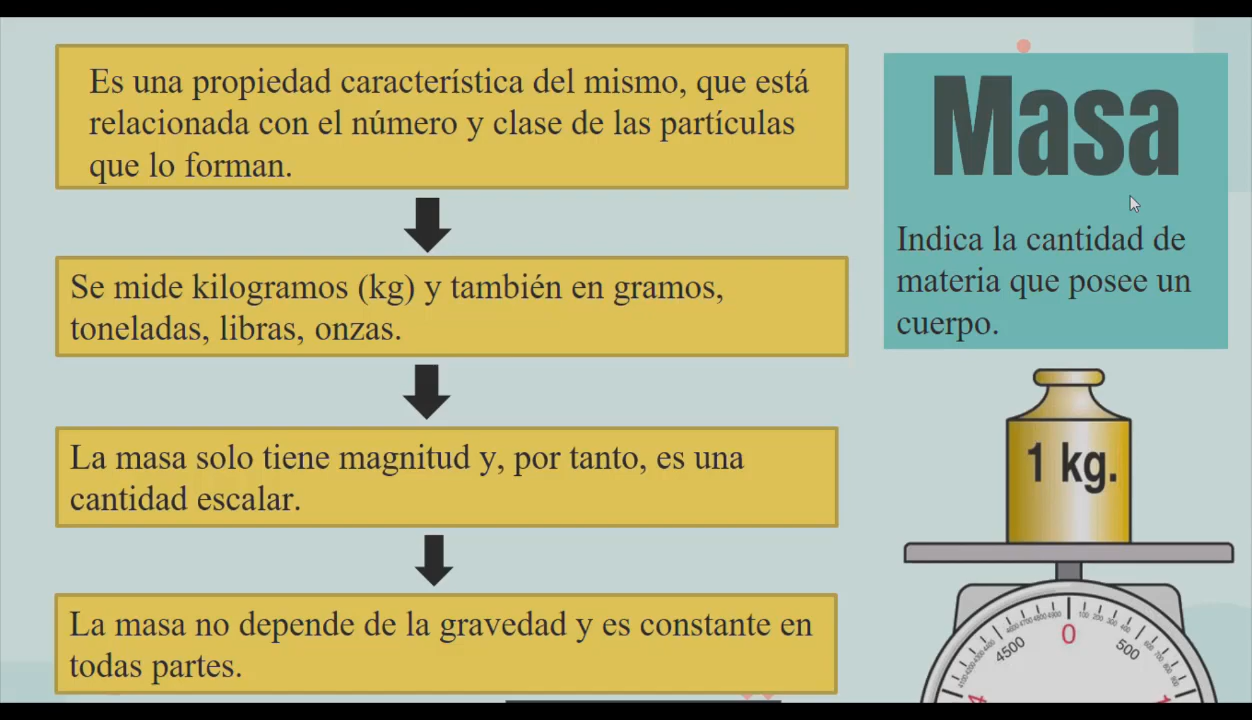 Es una propiedad característica del mismo, que está
relacionada con el número y clase de las partículas
que lo forman.
Se mide kilogramos (kg) y también en gramos,
toneladas, libras, onzas.
La masa solo tiene magnitud y, por tanto, es una
cantidad escalar.
La masa no depende de la gravedad y es constante en
todas partes.
Masa
Indica la cantidad de
materia que posee un
cuerpo.
1 kg.
0
4500
500